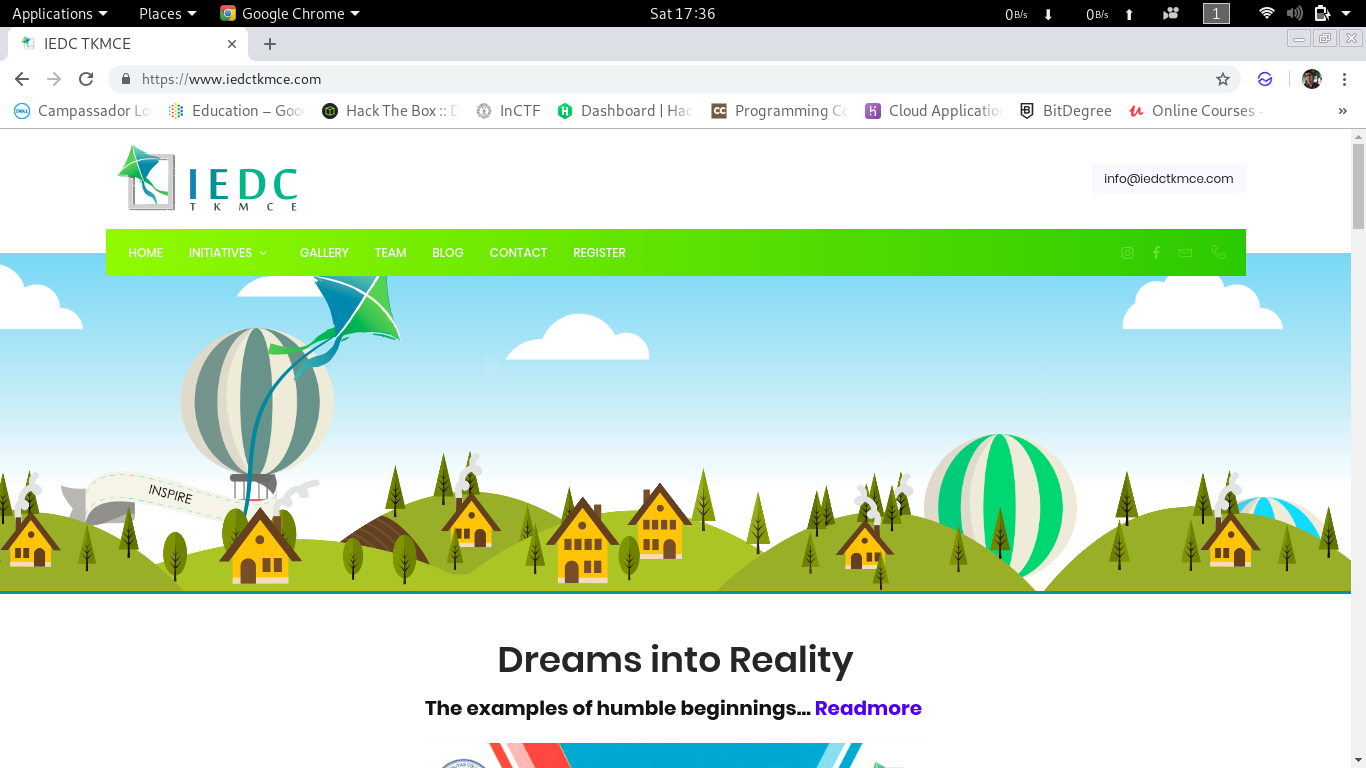 Applications Places Google Chrome Sat 17:36 0B/s 0B/s 1
IEDC TKMCE
https://www.iedctkmce.com
Campassador Lo Education – Goo Hack The Box :: D InCTF Dashboard | Hac Programming Co Cloud Application Online Courses - BitDegree »
IEDC
TKMCE
info@iedctkmce.com
HOME INITIATIVES GALLERY TEAM BLOG CONTACT REGISTER
INSPIRE
Dreams into Reality
The examples of humble beginnings... Readmore